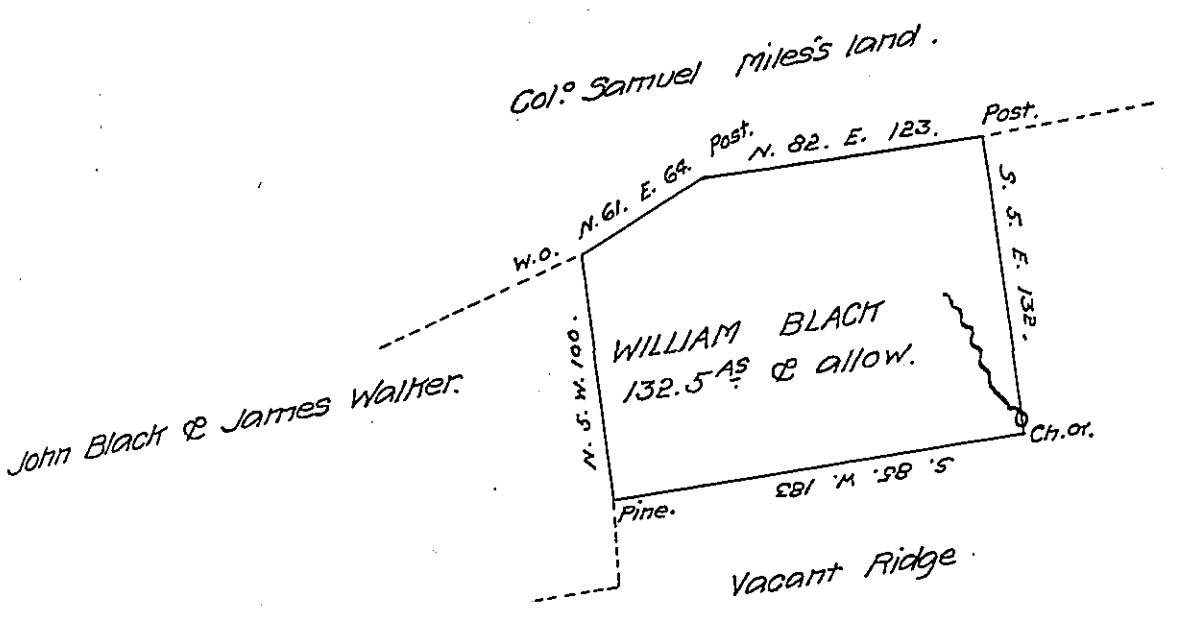 Col.º Samuel Miles's land.
Post.
N. 82. E. 123.
Post.
N. 61. E. 64.
W.O.
S. 5. E. 132.
N. 5. W. 100.
WILLIAM BLACK
132.5 AS & allow.
John Black & James Walker.
Ch.or.
S. 85. W. 183
Pine.
Vacant Ridge.